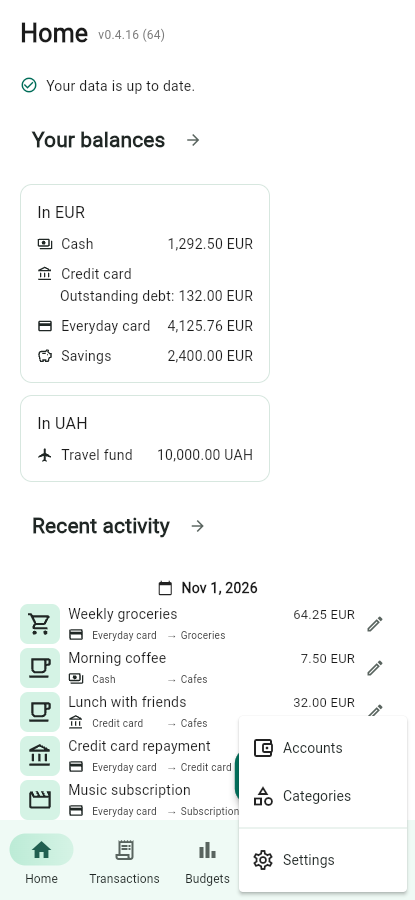 Home v0.4.16 (64)
Your data is up to date.
Your balances
In EUR
Cash 1,292.50 EUR
Credit card
Outstanding debt: 132.00 EUR
Everyday card 4,125.76 EUR
Savings 2,400.00 EUR
In UAH
Travel fund 10,000.00 UAH
Recent activity
Nov 1, 2026
Weekly groceries 64.25 EUR
Everyday card → Groceries
Morning coffee 7.50 EUR
Cash → Cafes
Lunch with friends 32.00 EUR
Credit card → Cafes
Credit card repayment
Everyday card → Credit card
Music subscription
Everyday card → Subscription
Accounts
Categories
Settings
Home Transactions Budgets